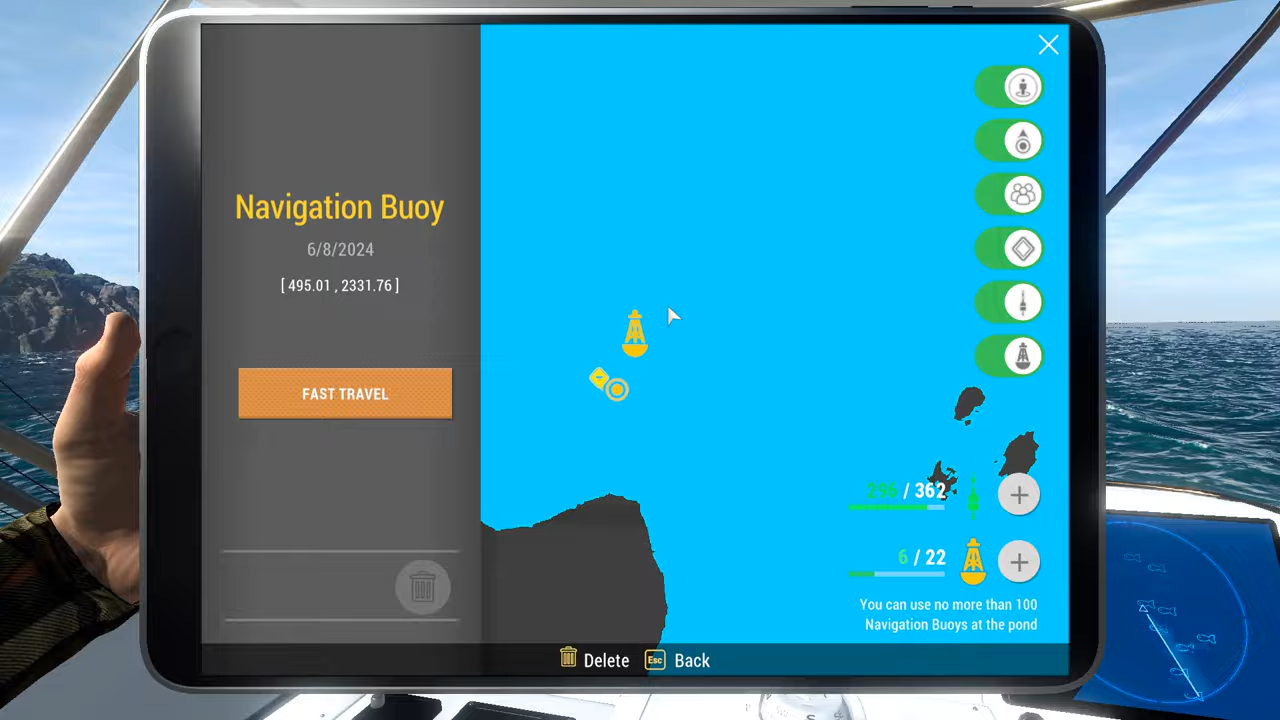 Navigation Buoy
6/8/2024
[ 495.01 , 2331.76 ]
FAST TRAVEL
296 / 362
6 / 22
You can use no more than 100
Navigation Buoys at the pond
Delete
Esc
Back
S